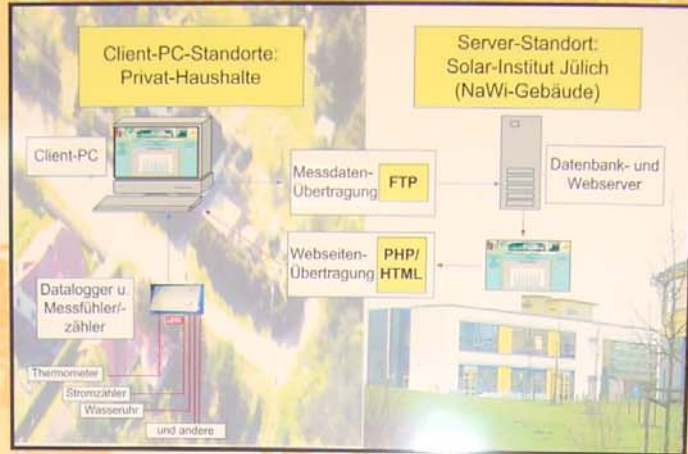 Client-PC-Standorte:
Privat-Haushalte
Server-Standort:
Solar-Institut Jülich
(NaWi-Gebäude)
Client-PC
Messdaten-
Übertragung
FTP
Datenbank- und
Webserver
Webseiten-
Übertragung
PHP/
HTML
Datalogger u.
Messfühler/-
zähler
Thermometer
Stromzähler
Wasseruhr
und andere